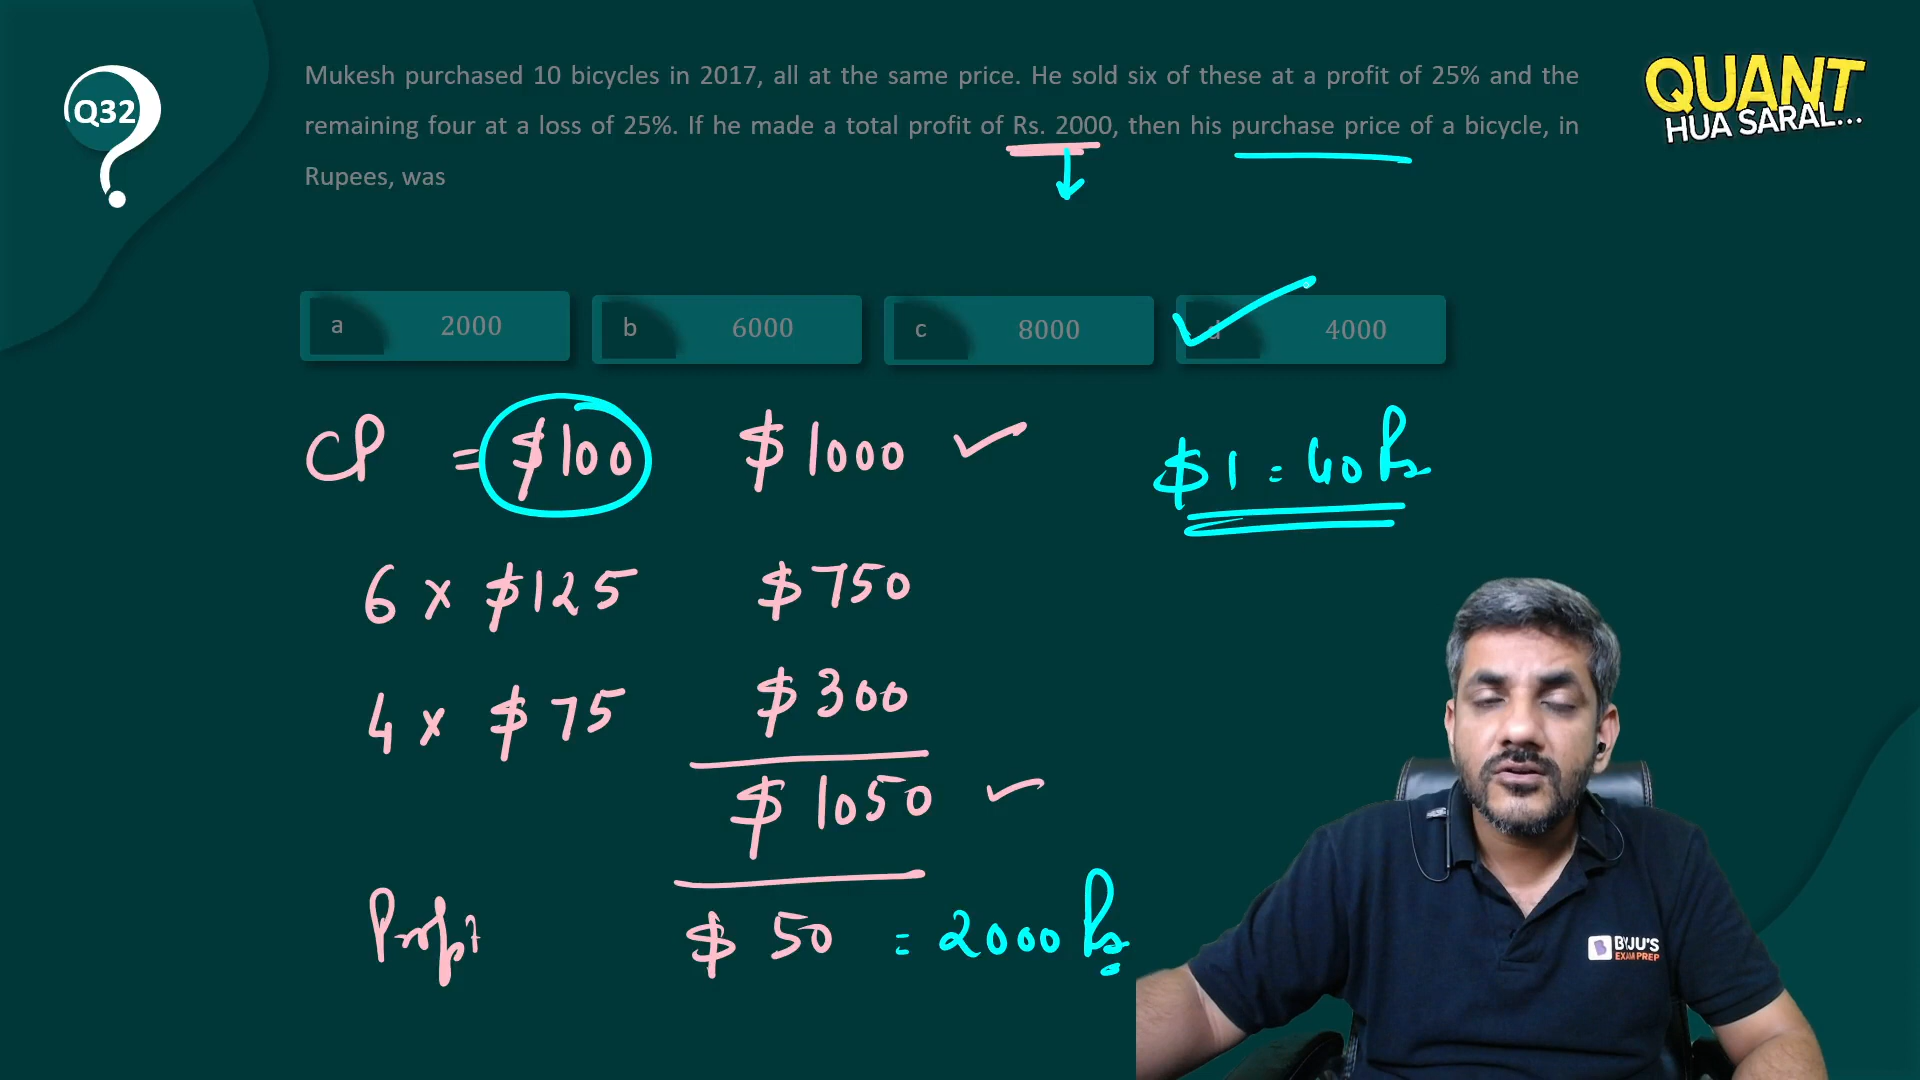 Q32
Mukesh purchased 10 bicycles in 2017, all at the same price. He sold six of these at a profit of 25% and the
remaining four at a loss of 25%. If he made a total profit of Rs. 2000, then his purchase price of a bicycle, in
Rupees, was
QUANT
HUA SARAL...
a 2000 b 6000 c 8000 d 4000
CP = $100 $1000 $1 = 40 Rs
6 x $125 $750
4 x $75 $300
$1050
Profit $50 = 2000 Rs
BYJU'S
EXAM PREP